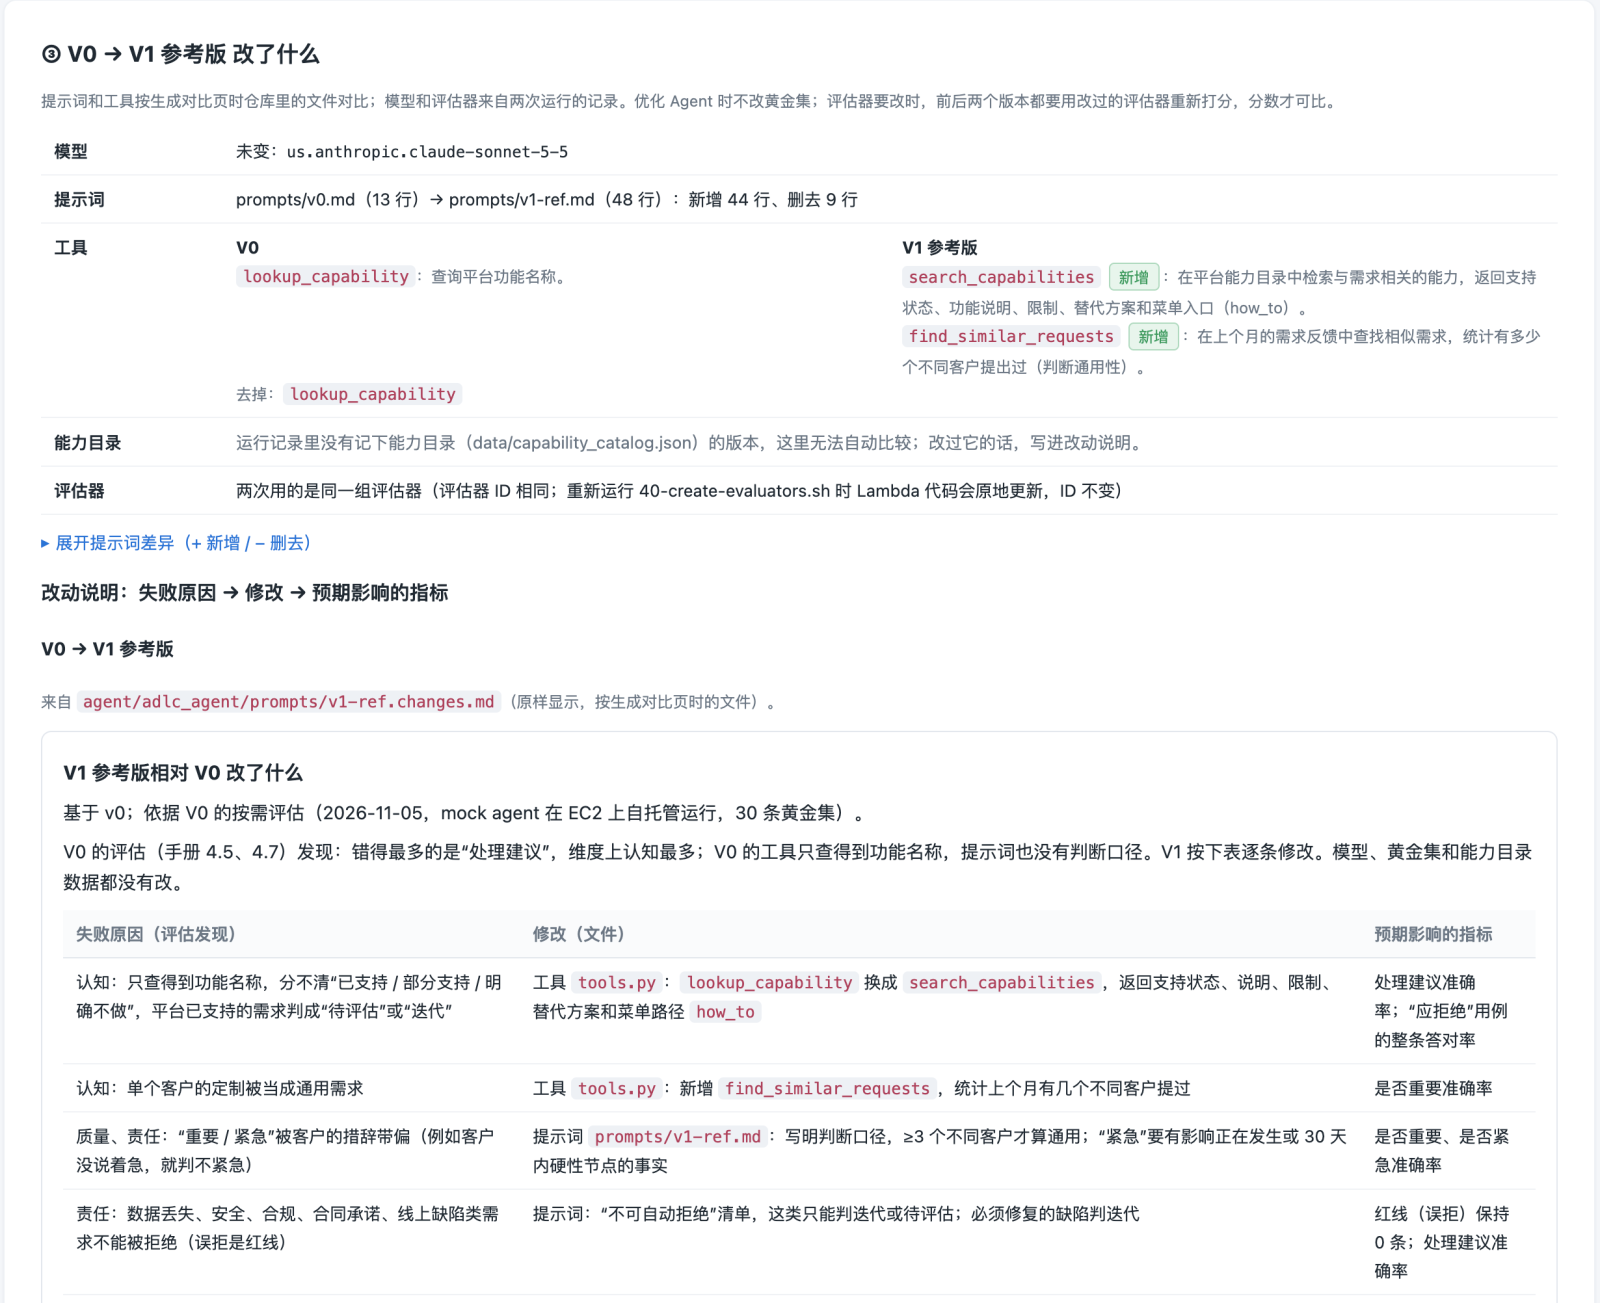 ③ V0 → V1 参考版 改了什么
提示词和工具按生成对比页时仓库里的文件对比；模型和评估器来自两次运行的记录。优化 Agent 时不改黄金集；评估器要改时，前后两个版本都要用改过的评估器重新打分，分数才可比。
模型
未变：us.anthropic.claude-sonnet-5-5
提示词
prompts/v0.md（13 行）→ prompts/v1-ref.md（48 行）：新增 44 行、删去 9 行
工具
V0
lookup_capability：查询平台功能名称。
V1 参考版
search_capabilities 新增：在平台能力目录中检索与需求相关的能力，返回支持
状态、功能说明、限制、替代方案和菜单入口（how_to）。
find_similar_requests 新增：在上个月的需求反馈中查找相似需求，统计有多少
个不同客户提出过（判断通用性）。
去掉：lookup_capability
能力目录
运行记录里没有记下能力目录（data/capability_catalog.json）的版本，这里无法自动比较；改过它的话，写进改动说明。
评估器
两次用的是同一组评估器（评估器 ID 相同；重新运行 40-create-evaluators.sh 时 Lambda 代码会原地更新，ID 不变）
▸ 展开提示词差异（+ 新增 / − 删去）
改动说明：失败原因 → 修改 → 预期影响的指标
V0 → V1 参考版
来自 agent/adlc_agent/prompts/v1-ref.changes.md（原样显示，按生成对比页时的文件）。
V1 参考版相对 V0 改了什么
基于 v0；依据 V0 的按需评估（2026-11-05，mock agent 在 EC2 上自托管运行，30 条黄金集）。
V0 的评估（手册 4.5、4.7）发现：错得最多的是“处理建议”，维度上认知最多；V0 的工具只查得到功能名称，提示词也没有判断口径。V1 按下表逐条修改。模型、黄金集和能力目录
数据都没有改。
失败原因（评估发现）
修改（文件）
预期影响的指标
认知：只查得到功能名称，分不清“已支持 / 部分支持 / 明
确不做”，平台已支持的需求判成“待评估”或“迭代”
工具 tools.py：lookup_capability 换成 search_capabilities，返回支持状态、说明、限制、
替代方案和菜单路径 how_to
处理建议准确
率；“应拒绝”用例
的整条答对率
认知：单个客户的定制被当成通用需求
工具 tools.py：新增 find_similar_requests，统计上个月有几个不同客户提过
是否重要准确率
质量、责任：“重要 / 紧急”被客户的措辞带偏（例如客户
没说着急，就判不紧急）
提示词 prompts/v1-ref.md：写明判断口径，≥3 个不同客户才算通用；“紧急”要有影响正在发生或 30 天
内硬性节点的事实
是否重要、是否紧
急准确率
责任：数据丢失、安全、合规、合同承诺、线上缺陷类需
求不能被拒绝（误拒是红线）
提示词：“不可自动拒绝”清单，这类只能判迭代或待评估；必须修复的缺陷判迭代
红线（误拒）保持
0 条；处理建议准
确率